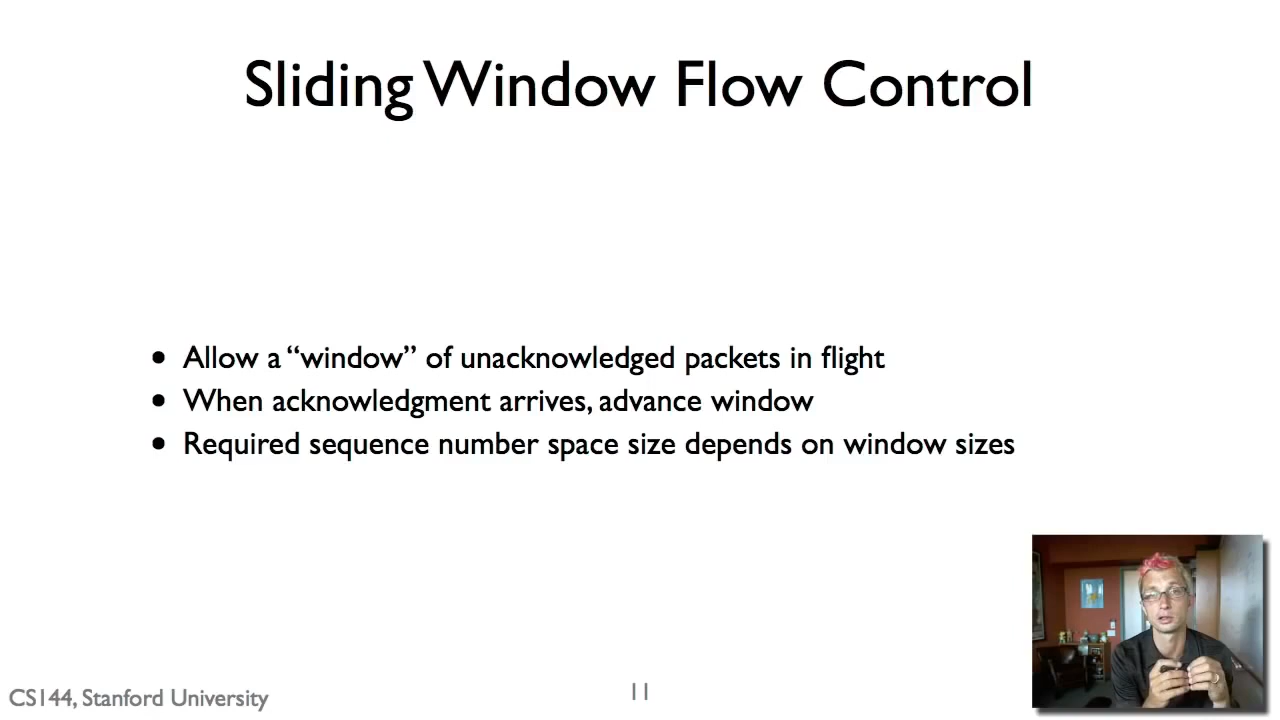 Sliding Window Flow Control
• Allow a “window” of unacknowledged packets in flight
• When acknowledgment arrives, advance window
• Required sequence number space size depends on window sizes
CS144, Stanford University
11